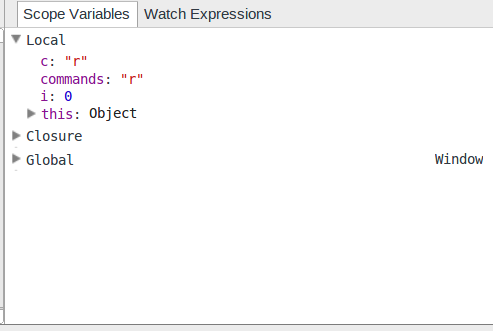 Scope Variables Watch Expressions
Local
c: "r"
commands: "r"
i: 0
this: Object
Closure
Global Window